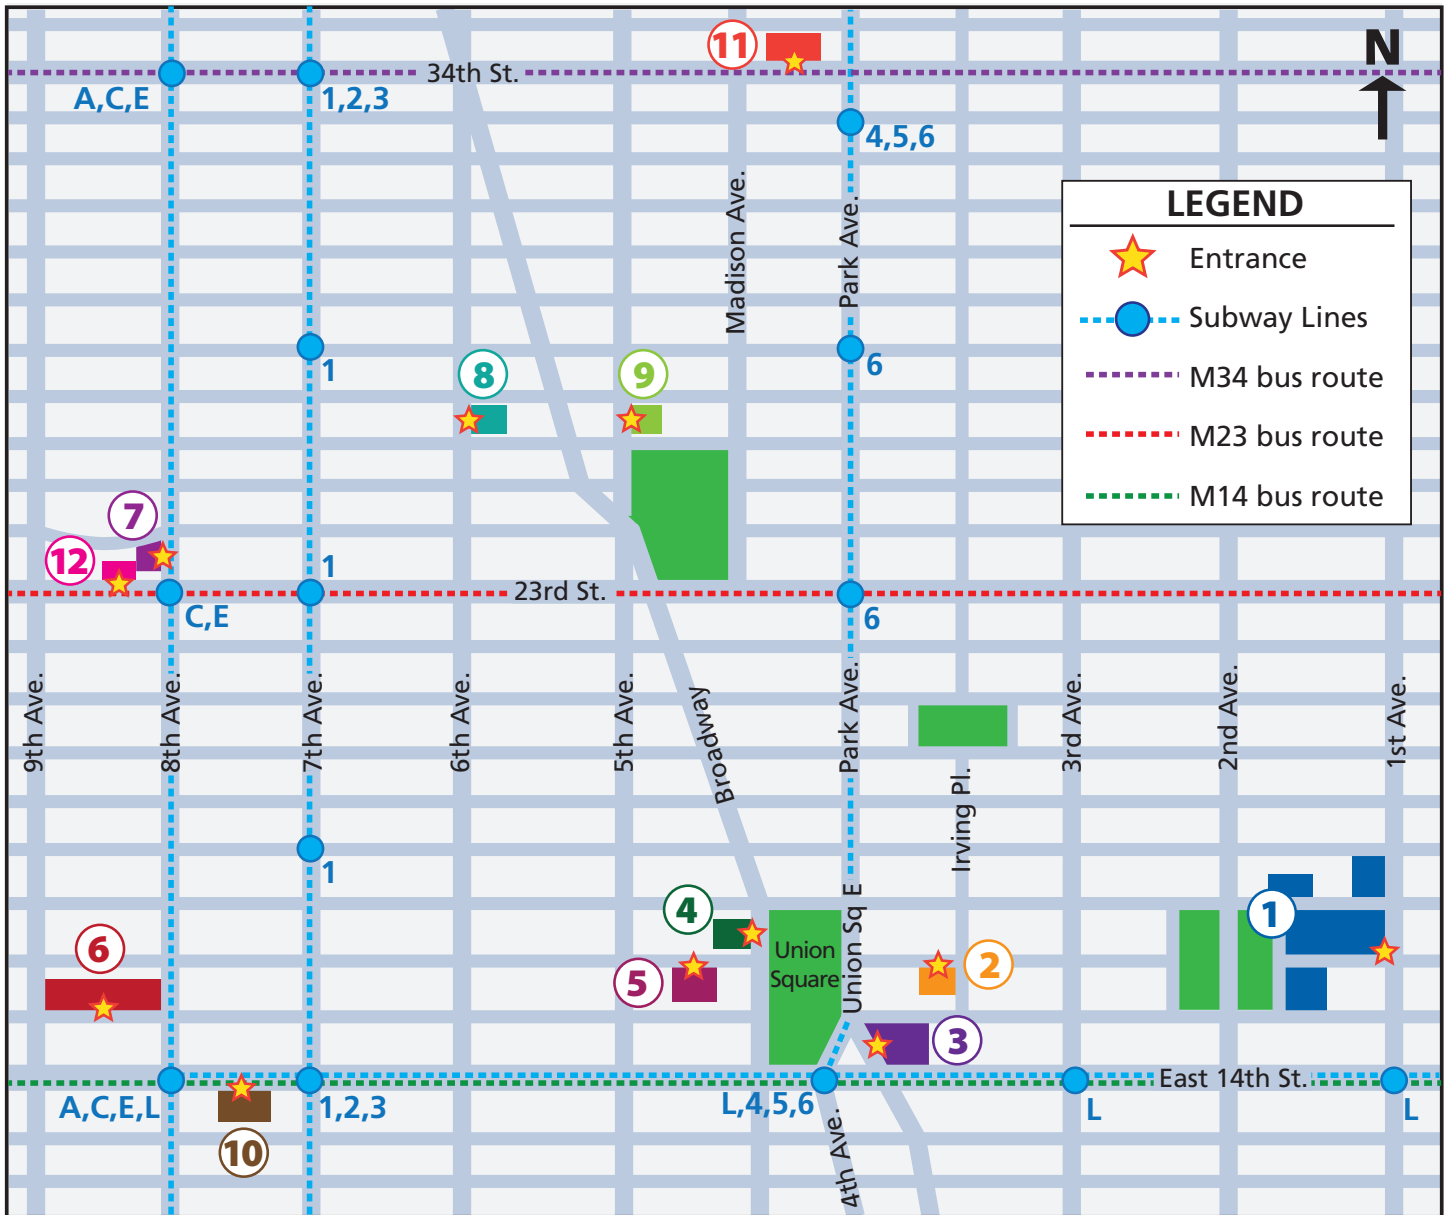 11
N
34th St.
A,C,E
1,2,3
4,5,6
LEGEND
Entrance
Subway Lines
M34 bus route
M23 bus route
M14 bus route
Madison Ave.
Park Ave.
1
6
8
9
7
12
1
23rd St.
C,E
6
9th Ave.
8th Ave.
7th Ave.
6th Ave.
5th Ave.
Broadway
Park Ave.
Irving Pl.
3rd Ave.
2nd Ave.
1st Ave.
1
4
1
6
Union
Square
Union Sq E
5
2
3
East 14th St.
A,C,E,L
1,2,3
L,4,5,6
L
L
10
4th Ave.